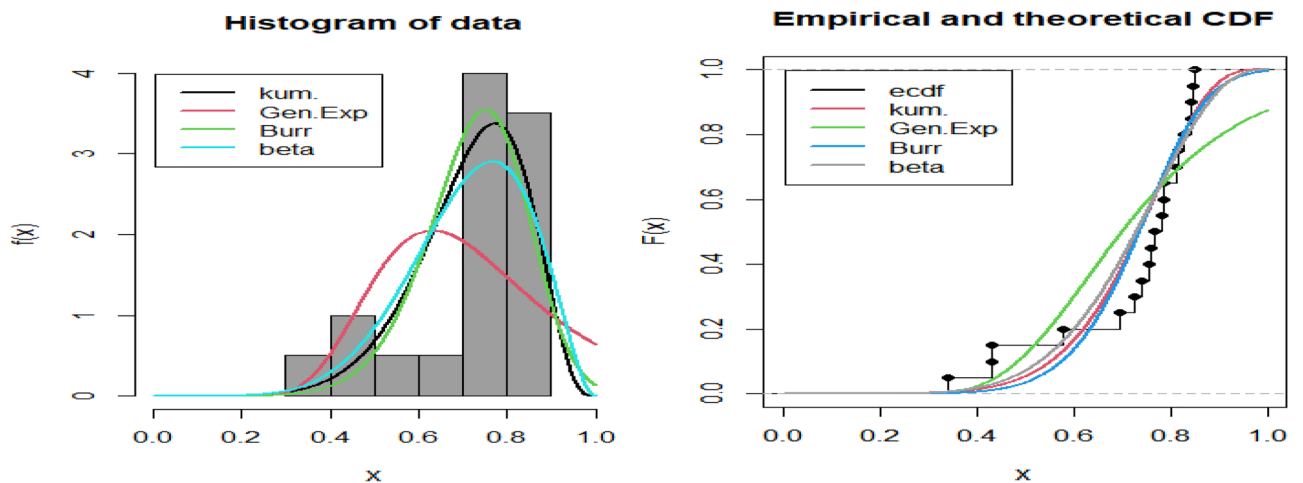 Histogram of data
f(x)
0 1 2 3 4
kum.
Gen.Exp
Burr
beta
0.0 0.2 0.4 0.6 0.8 1.0
x
Empirical and theoretical CDF
F(x)
0.0 0.2 0.4 0.6 0.8 1.0
ecdf
kum.
Gen.Exp
Burr
beta
0.0 0.2 0.4 0.6 0.8 1.0
x